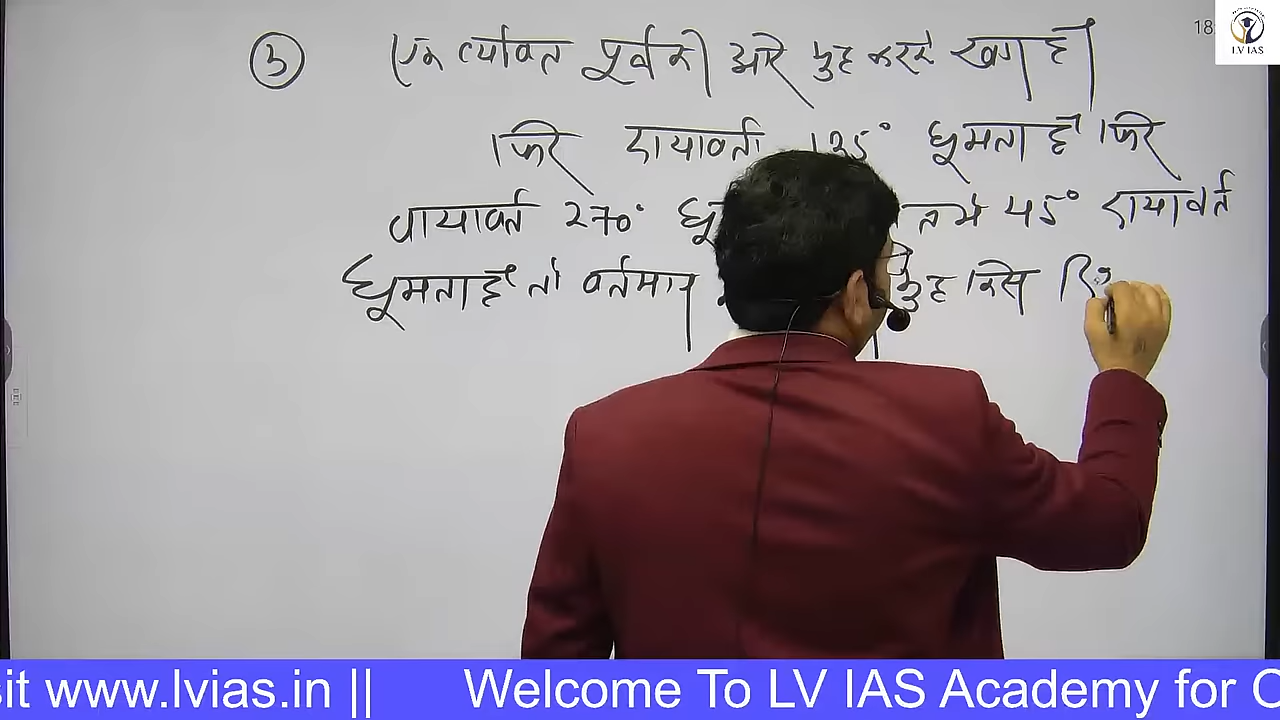 18
LV IAS
③ एक व्यक्ति पूर्व की ओर मुह करके खड़ा है
फिर दायावर्त 135° घूमता है फिर
वायावर्त 270° घू 45° दायावर्त
घूमता है तो वर्तमान मुह किस
sit www.lvias.in || Welcome To LV IAS Academy for C